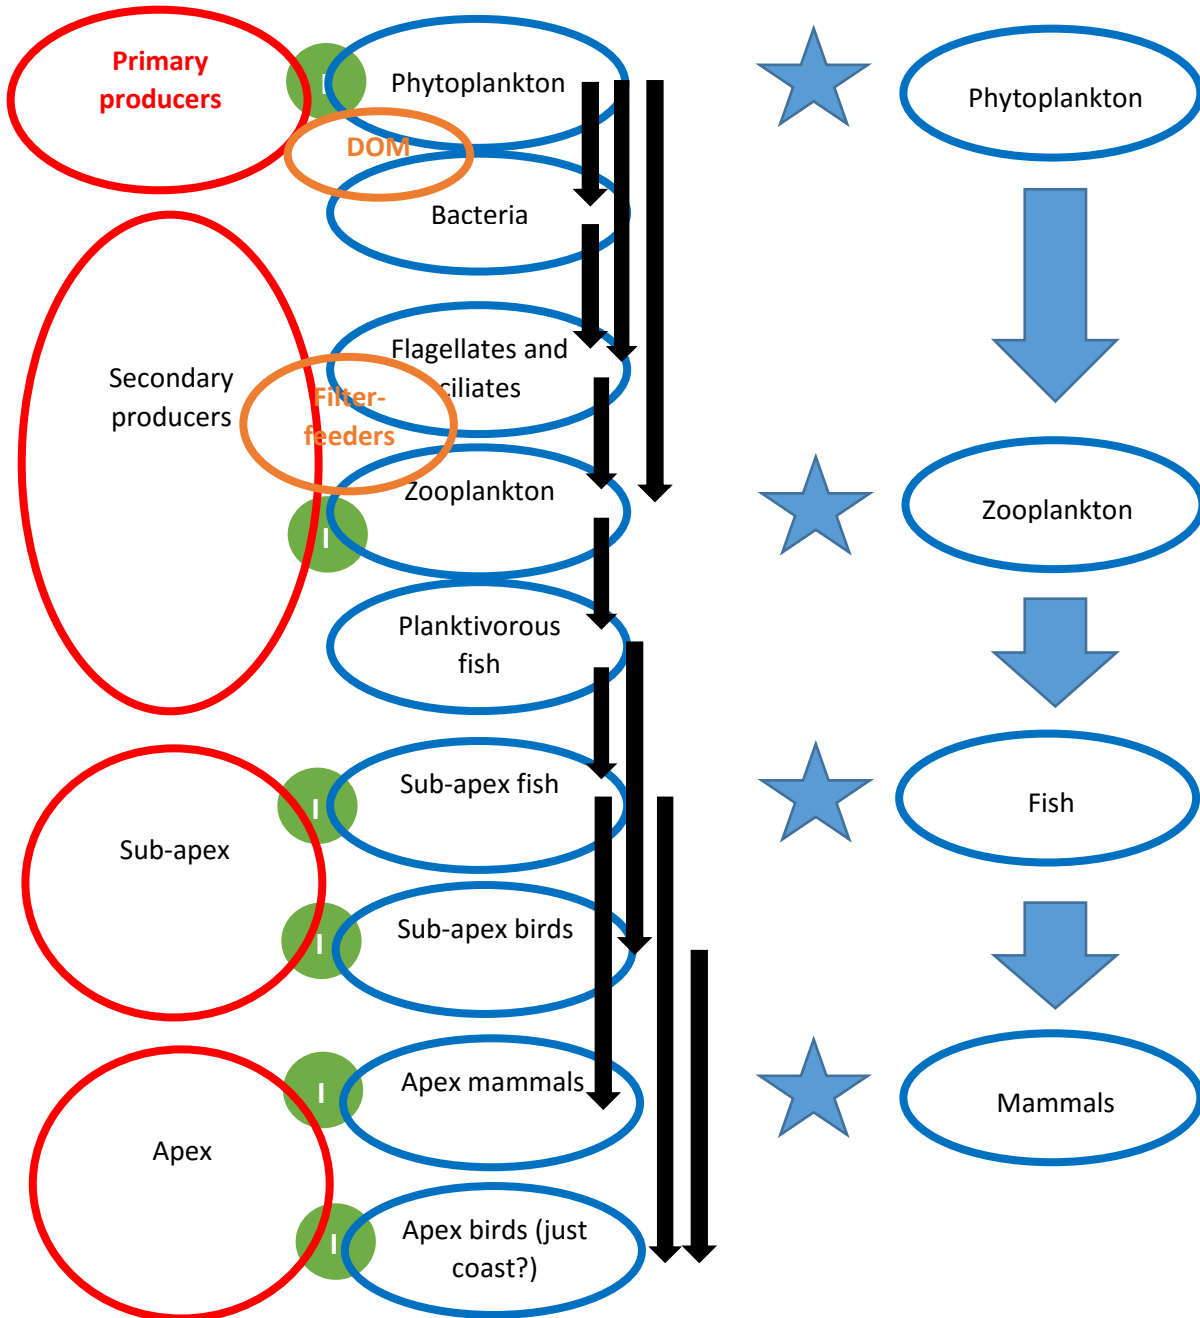 Primary
producers
I
Phytoplankton
DOM
Bacteria
Secondary
producers
Flagellates and
ciliates
Filter-
feeders
Zooplankton
I
Planktivorous
fish
Sub-apex
I
Sub-apex fish
I
Sub-apex birds
Apex
I
Apex mammals
I
Apex birds (just
coast?)
Phytoplankton
Zooplankton
Fish
Mammals